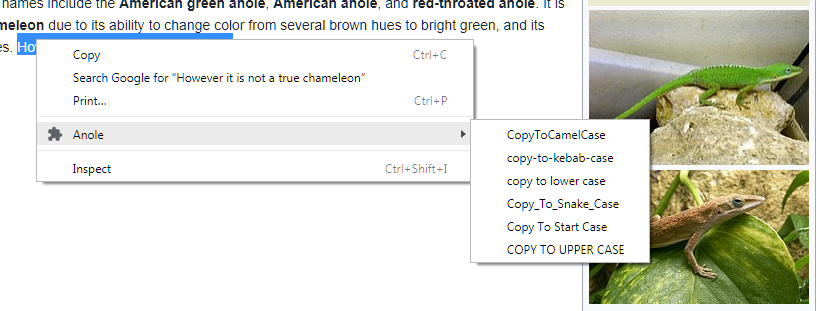 names include the American green anole, American anole, and red-throated anole. It is
meleon due to its ability to change color from several brown hues to bright green, and its
es.
Copy Ctrl+C
Search Google for “However it is not a true chameleon”
Print... Ctrl+P
Anole
Inspect Ctrl+Shift+I
CopyToCamelCase
copy-to-kebab-case
copy to lower case
Copy_To_Snake_Case
Copy To Start Case
COPY TO UPPER CASE